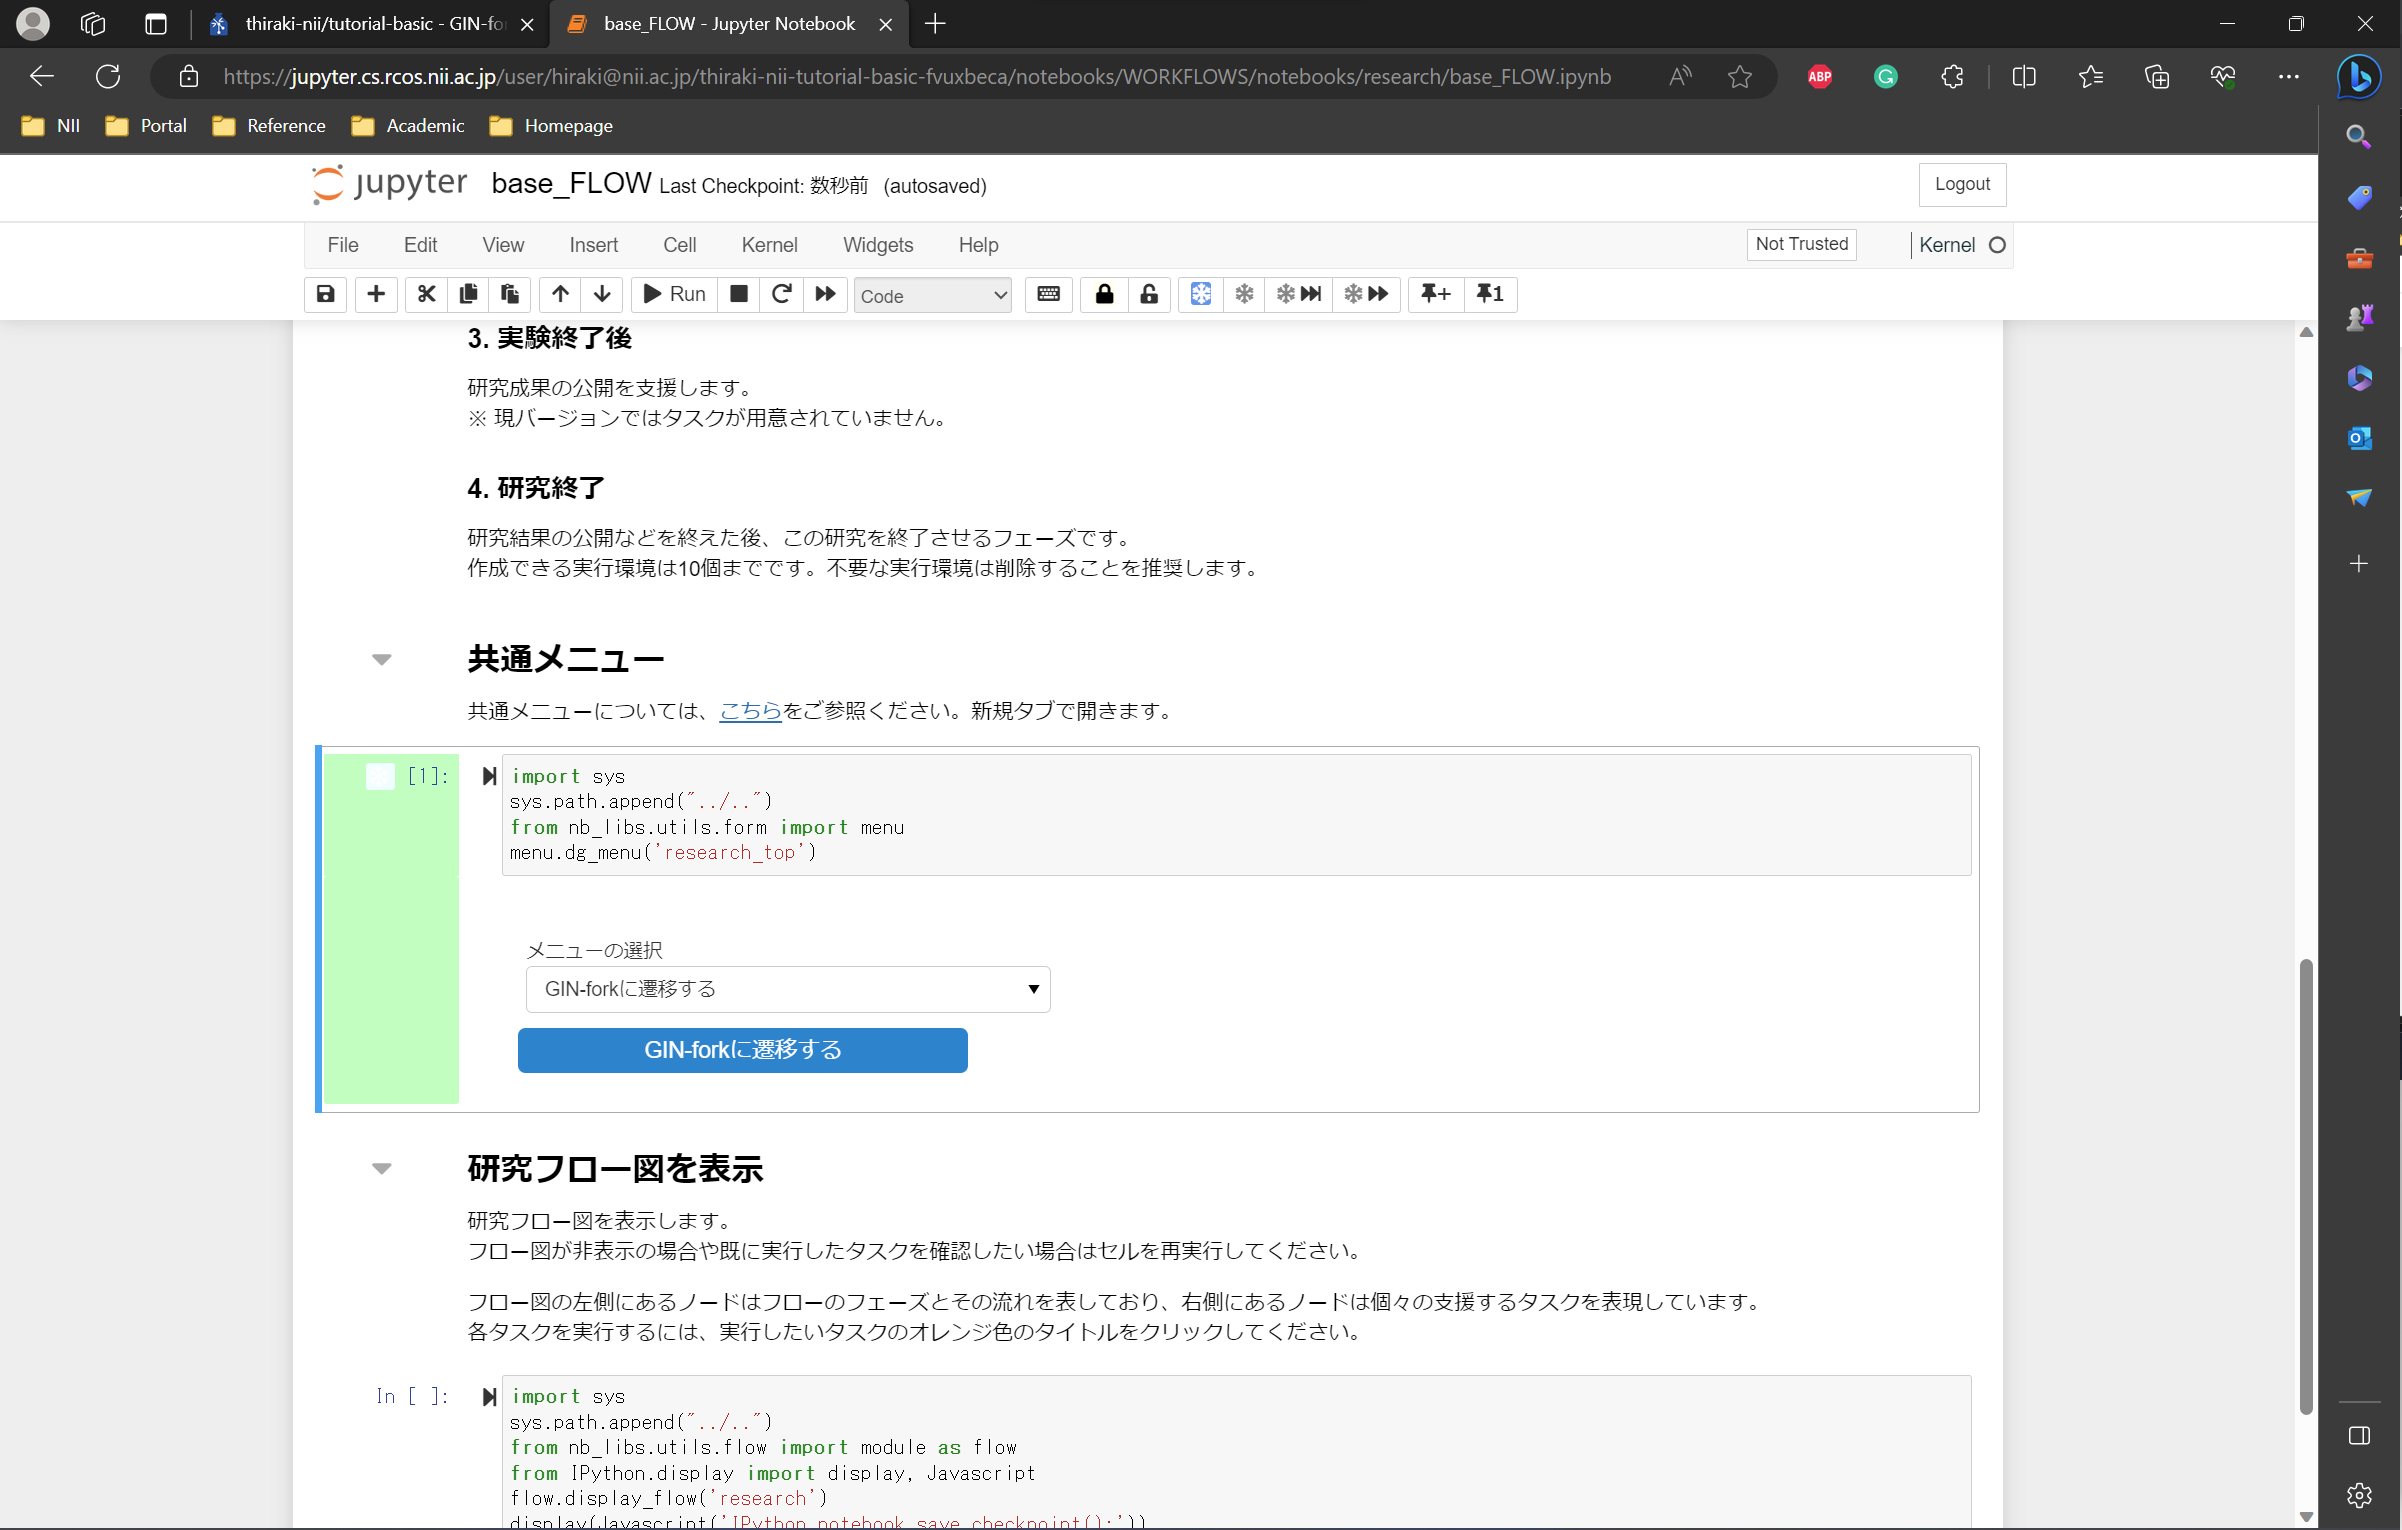 thiraki-nii/tutorial-basic - GIN-fo
base_FLOW - Jupyter Notebook
https://jupyter.cs.rcos.nii.ac.jp/user/hiraki@nii.ac.jp/thiraki-nii-tutorial-basic-fvuxbeca/notebooks/WORKFLOWS/notebooks/research/base_FLOW.ipynb
ABP
NII Portal Reference Academic Homepage
jupyter base_FLOW Last Checkpoint: 数秒前 (autosaved)
Logout
File Edit View Insert Cell Kernel Widgets Help
Not Trusted
Kernel
Run
Code
3. 実験終了後
研究成果の公開を支援します。
※ 現バージョンではタスクが用意されていません。
4. 研究終了
研究結果の公開などを終えた後、この研究を終了させるフェーズです。
作成できる実行環境は10個までです。不要な実行環境は削除することを推奨します。
共通メニュー
共通メニューについては、こちらをご参照ください。新規タブで開きます。
[1]:
import sys
sys.path.append("../..")
from nb_libs.utils.form import menu
menu.dg_menu('research_top')
メニューの選択
GIN-forkに遷移する
GIN-forkに遷移する
研究フロー図を表示
研究フロー図を表示します。
フロー図が非表示の場合や既に実行したタスクを確認したい場合はセルを再実行してください。
フロー図の左側にあるノードはフローのフェーズとその流れを表しており、右側にあるノードは個々の支援するタスクを表現しています。
各タスクを実行するには、実行したいタスクのオレンジ色のタイトルをクリックしてください。
In [ ]:
import sys
sys.path.append("../..")
from nb_libs.utils.flow import module as flow
from IPython.display import display, Javascript
flow.display_flow('research')
display(Javascript('IPython.notebook.save_checkpoint();'))